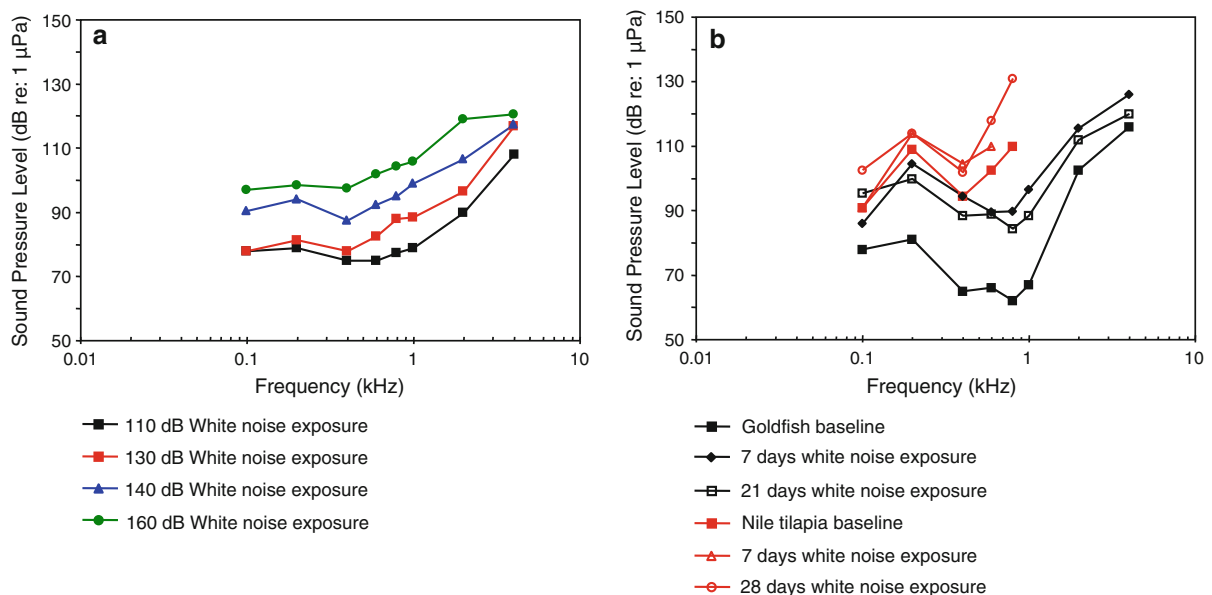 a
Sound Pressure Level (dB re: 1 µPa)
150
130
110
90
70
50
0.01
0.1
1
10
Frequency (kHz)
110 dB White noise exposure
130 dB White noise exposure
140 dB White noise exposure
160 dB White noise exposure
b
Sound Pressure Level (dB re: 1 µPa)
150
130
110
90
70
50
0.01
0.1
1
10
Frequency (kHz)
Goldfish baseline
7 days white noise exposure
21 days white noise exposure
Nile tilapia baseline
7 days white noise exposure
28 days white noise exposure